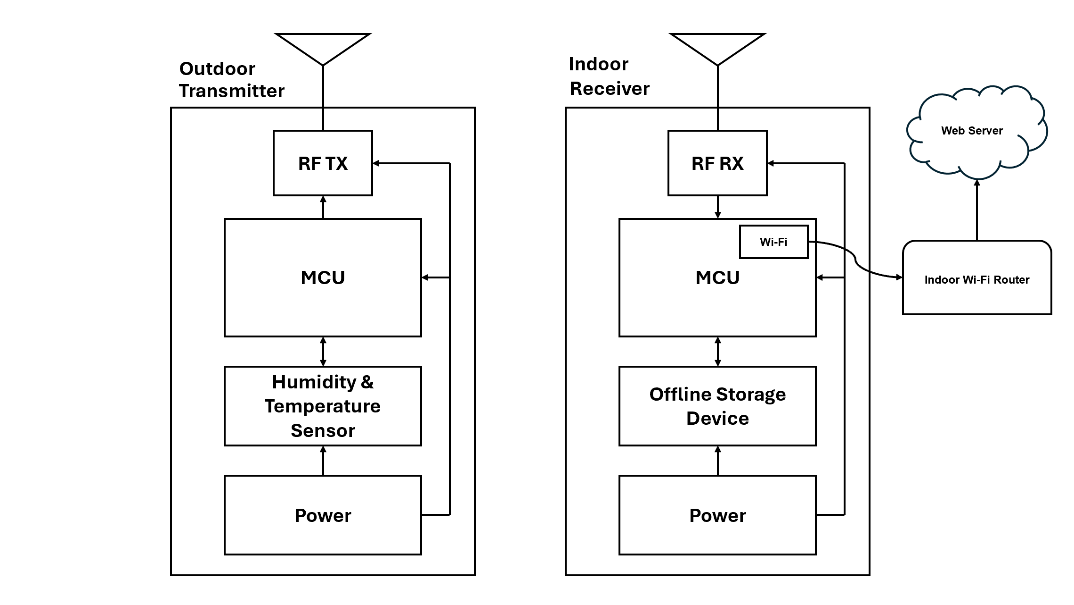 Outdoor
Transmitter
RF TX
MCU
Humidity &
Temperature
Sensor
Power
Indoor
Receiver
RF RX
Wi-Fi
MCU
Offline Storage
Device
Power
Web Server
Indoor Wi-Fi Router